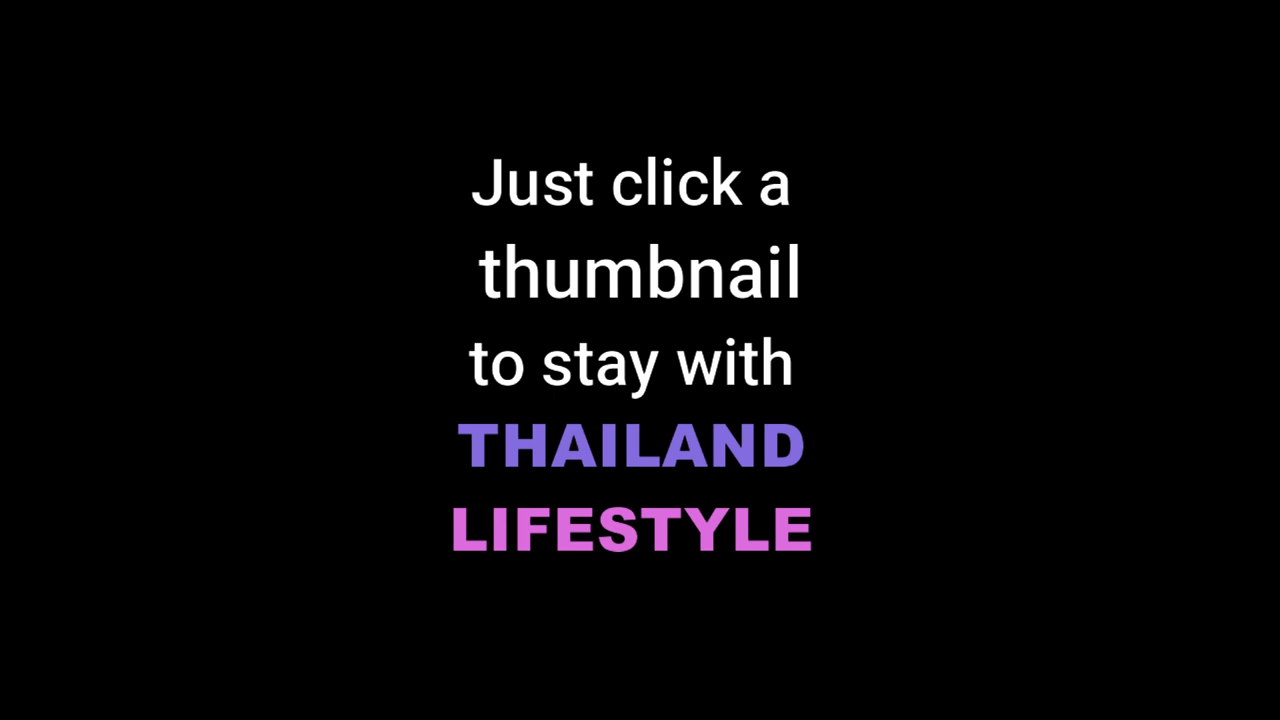 Just click a
thumbnail
to stay with
THAILAND
LIFESTYLE